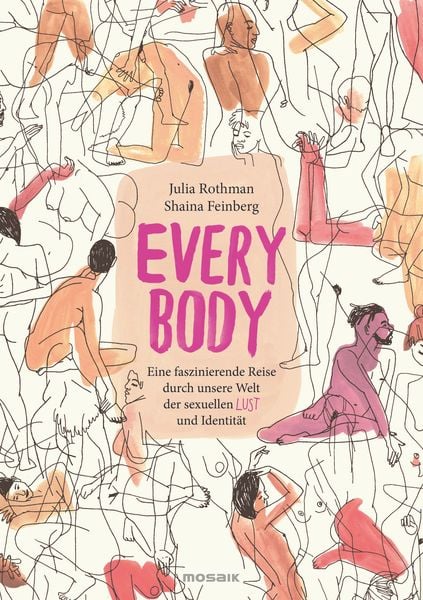 Julia Rothman
Shaina Feinberg
EVERY
BODY
Eine faszinierende Reise
durch unsere Welt
der sexuellen LUST
und Identität
mosaik